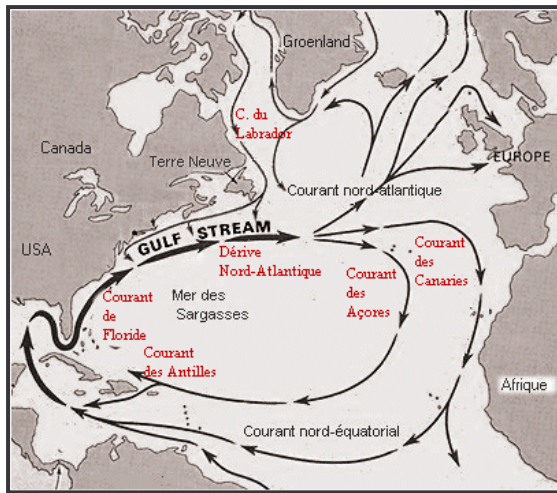 Groenland
C. du
Labrador
Canada
Terre Neuve
EUROPE
Courant nord-atlantique
USA
GULF STREAM
Dérive
Nord-Atlantique
Courant
des
Canaries
Courant
des
Açores
Courant
de
Floride
Mer des
Sargasses
Courant
des Antilles
Afrique
Courant nord-équatorial